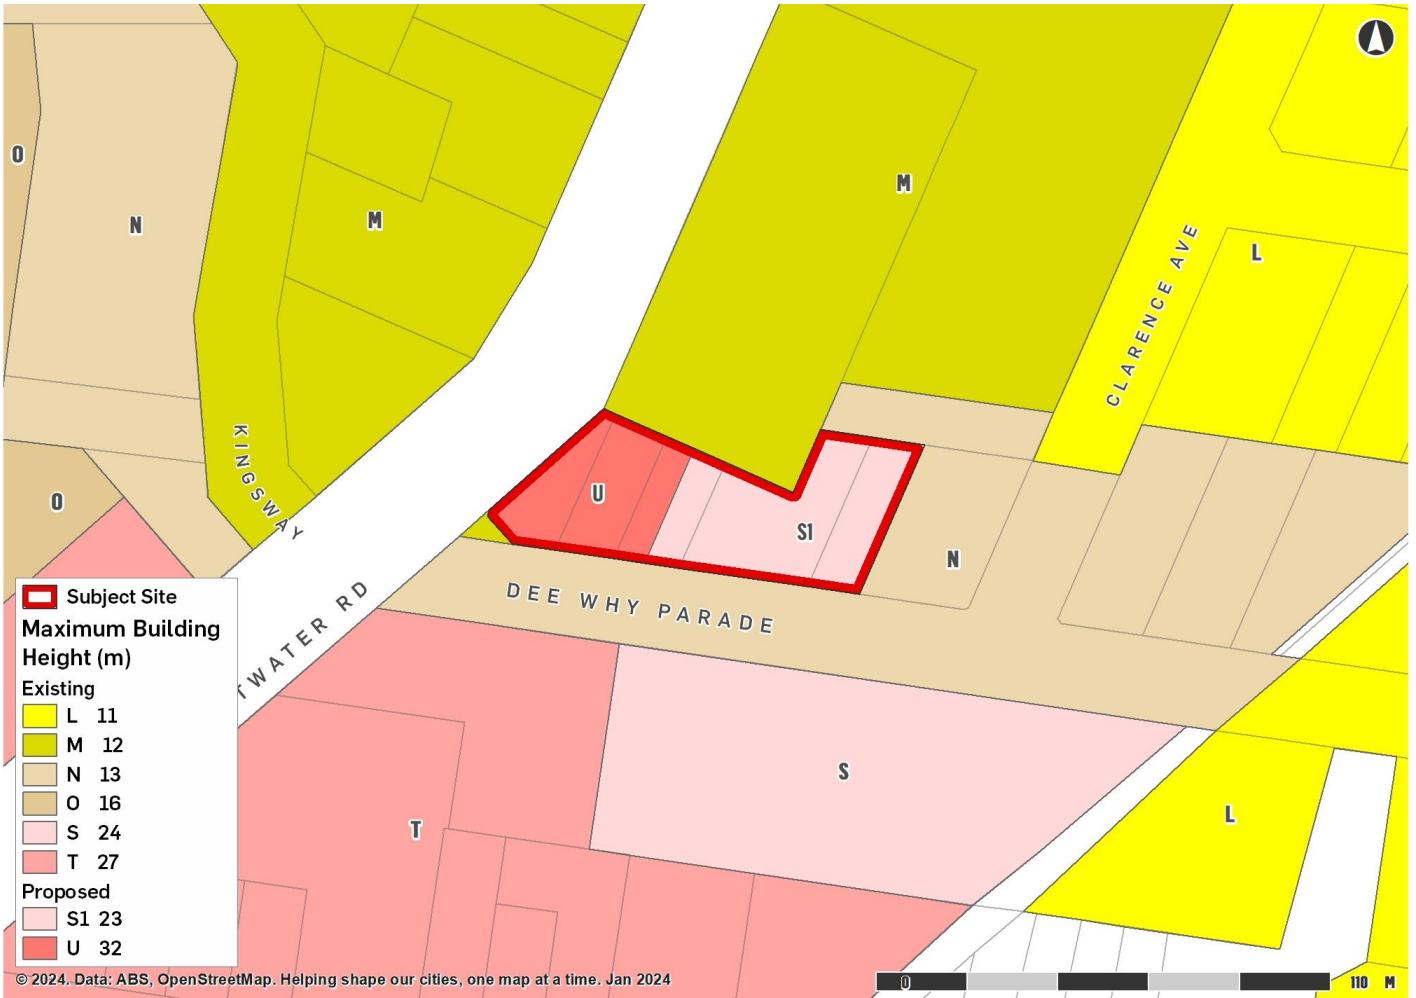 O
N
M
M
L
CLARENCE AVE
KINGSWAY
O
U
S1
N
DEE WHY PARADE
TWATER RD
S
T
L
Subject Site
Maximum Building
Height (m)
Existing
L 11
M 12
N 13
O 16
S 24
T 27
Proposed
S1 23
U 32
© 2024. Data: ABS, OpenStreetMap. Helping shape our cities, one map at a time. Jan 2024
0 110 M